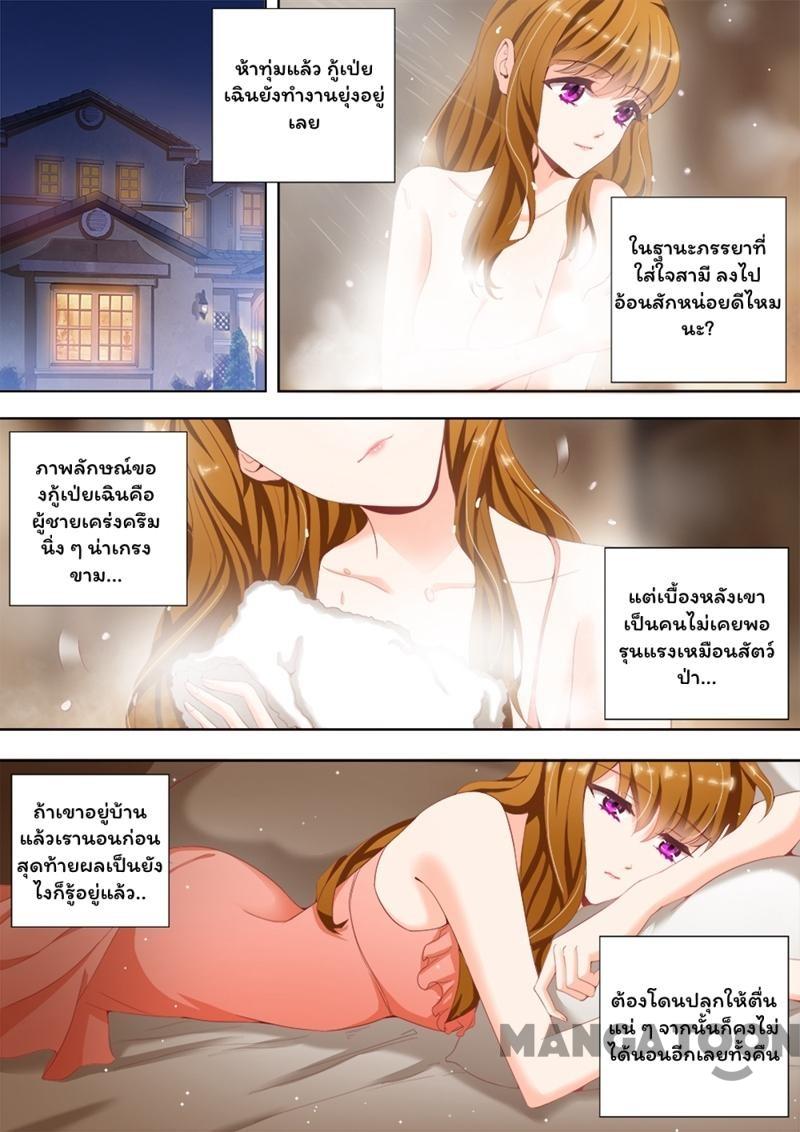 ห้าทุ่มแล้ว กู้เป่ย
เฉินยังทำงานยุ่งอยู่
เลย
ในฐานะภรรยาที่
ใส่ใจสามี ลงไป
อ้อนสักหน่อยดีไหม
นะ?
ภาพลักษณ์ขอ
งกู้เป่ยเฉินคือ
ผู้ชายเคร่งครึม
นิ่ง ๆ น่าเกรง
ขาม...
แต่เบื้องหลังเขา
เป็นคนไม่เคยพอ
รุนแรงเหมือนสัตว์
ป่า...
ถ้าเขาอยู่บ้าน
แล้วเรานอนก่อน
สุดท้ายผลเป็นยัง
ไงก็รู้อยู่แล้ว..
ต้องโดนปลุกให้ตื่น
แน่ ๆ จากนั้นก็คงไม่
ได้นอนอีกเลยทั้งคืน
MANGATOON